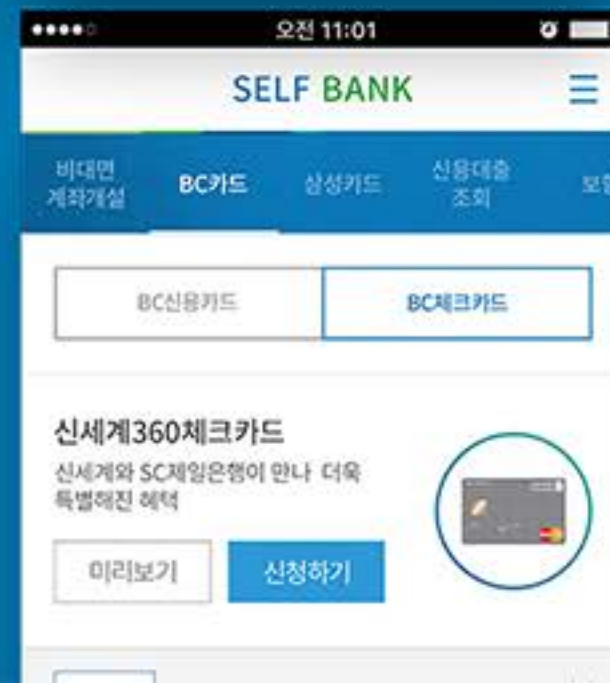 오전 11:01
SELF BANK
비대면
계좌개설
BC카드
삼성카드
신용대출
조회
BC신용카드
BC체크카드
신세계360체크카드
신세계와 SC제일은행이 만나 더욱
특별해진 혜택
미리보기
신청하기